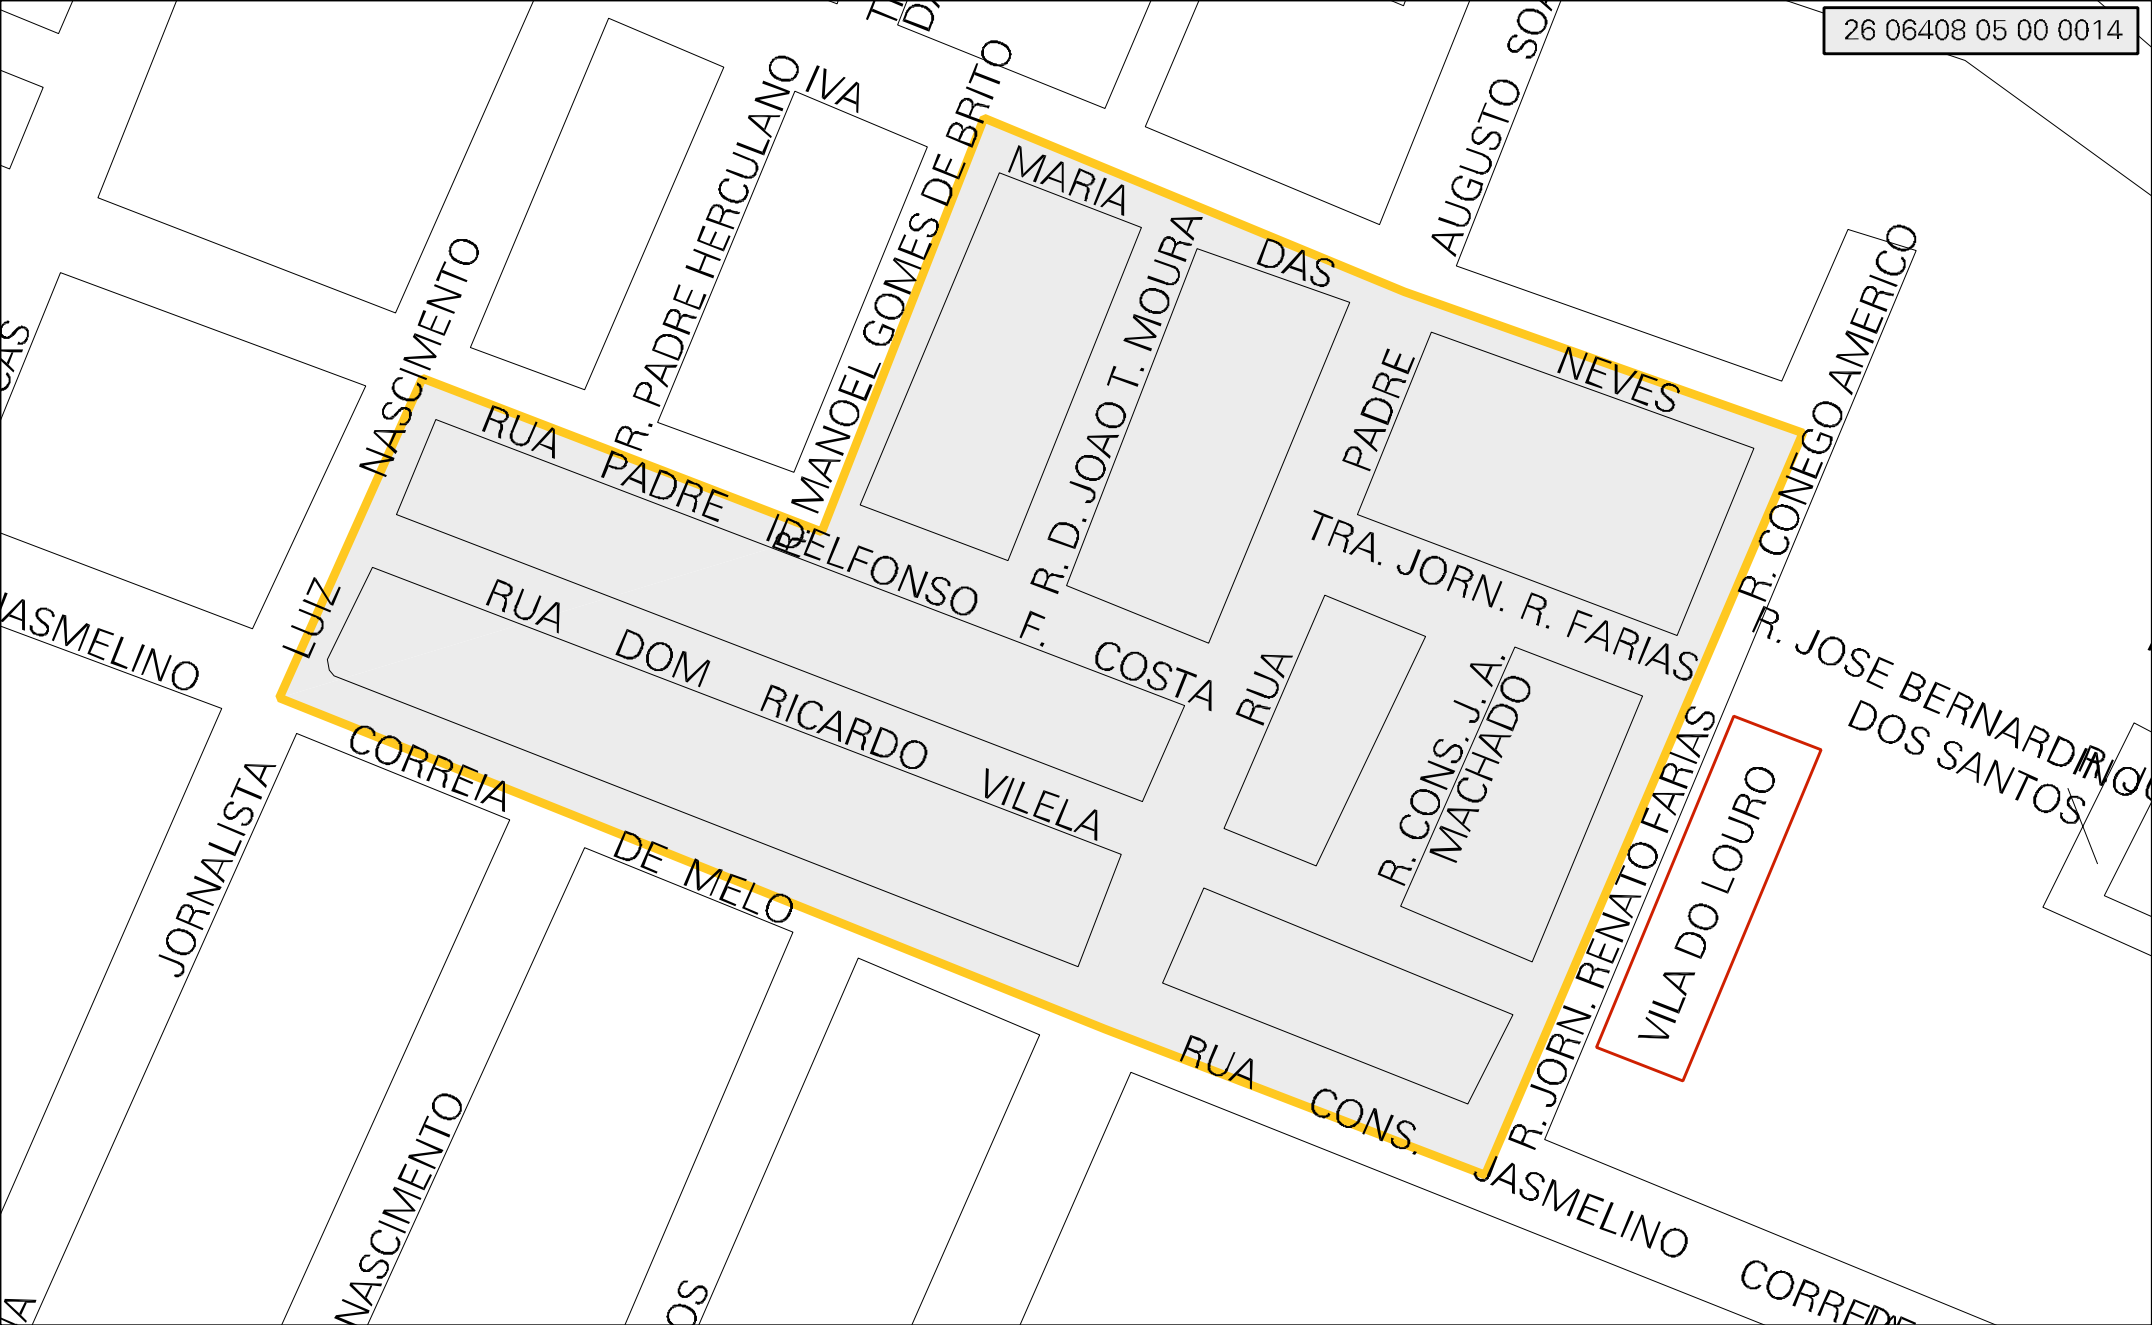 26 06408 05 00 0014
IVA
R. PADRE HERCULANO
R. MANOEL GOMES DE BRITO
AUGUSTO
MARIA DAS NEVES
R. D. JOAO T. MOURA
RUA PADRE
R. CONEGO AMERICO
LUIZ NASCIMENTO
RUA PADRE IDELFONSO F. COSTA
TRA. JORN. R. FARIAS
RUA DOM RICARDO VILELA
R. CONS. J. A.
MACHADO
R. JOSE BERNARDINO
DOS SANTOS
R. JORN. RENATO FARIAS
VILA DO LOURO
JASMELINO
CORREIA DE MELO
RUA CONS. JASMELINO
JORNALISTA
NASCIMENTO